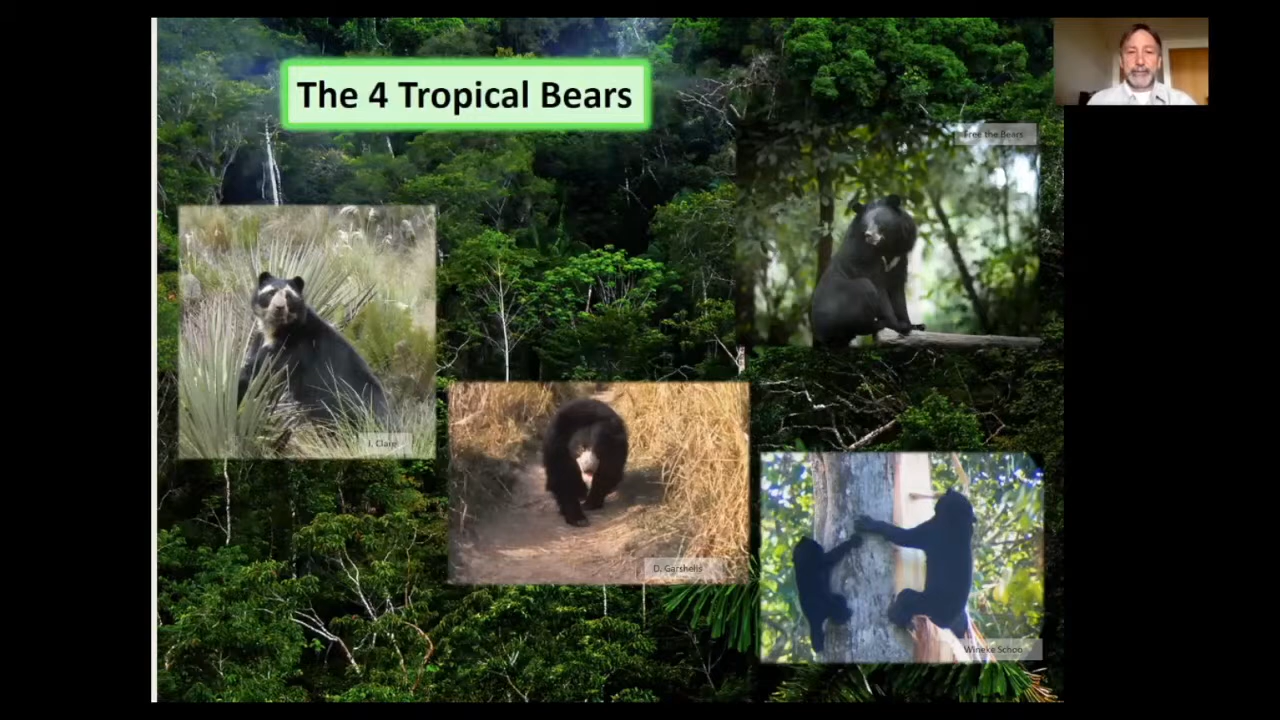 The 4 Tropical Bears
Free the Bears
I. Clare
D. Garshelis
Wineke Schoo